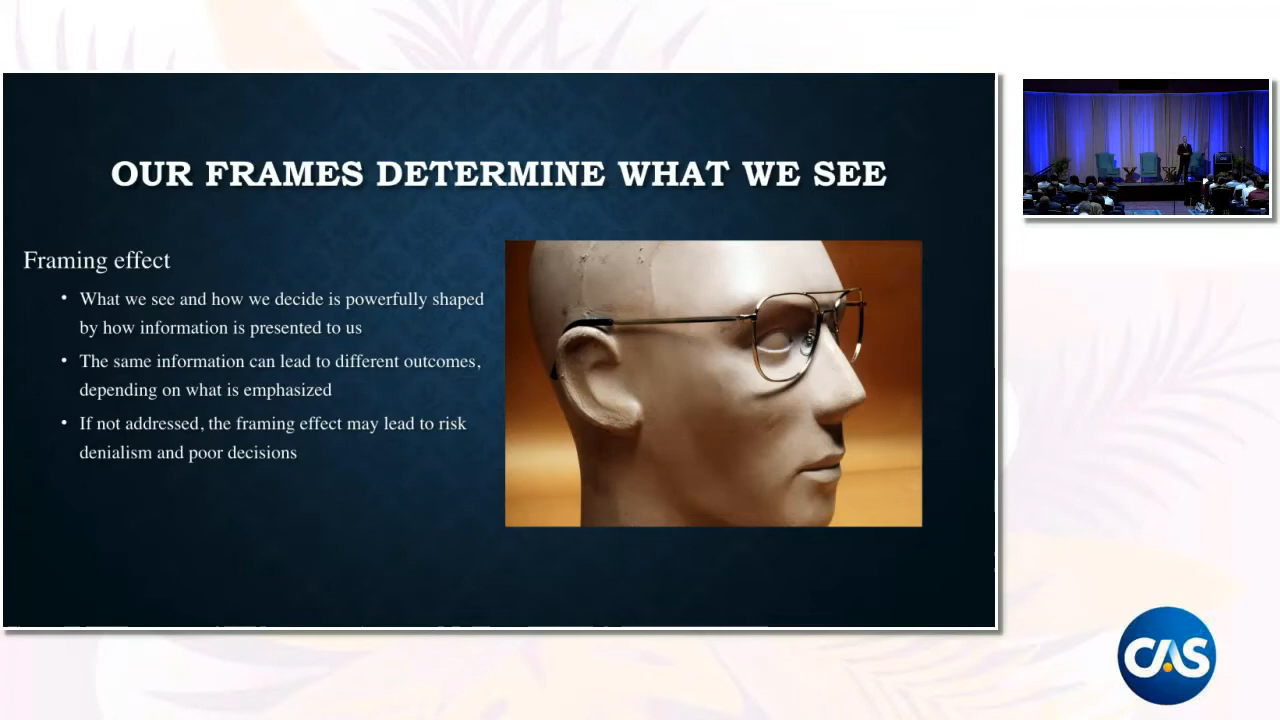 OUR FRAMES DETERMINE WHAT WE SEE
Framing effect
• What we see and how we decide is powerfully shaped
by how information is presented to us
• The same information can lead to different outcomes,
depending on what is emphasized
• If not addressed, the framing effect may lead to risk
denialism and poor decisions
CAS